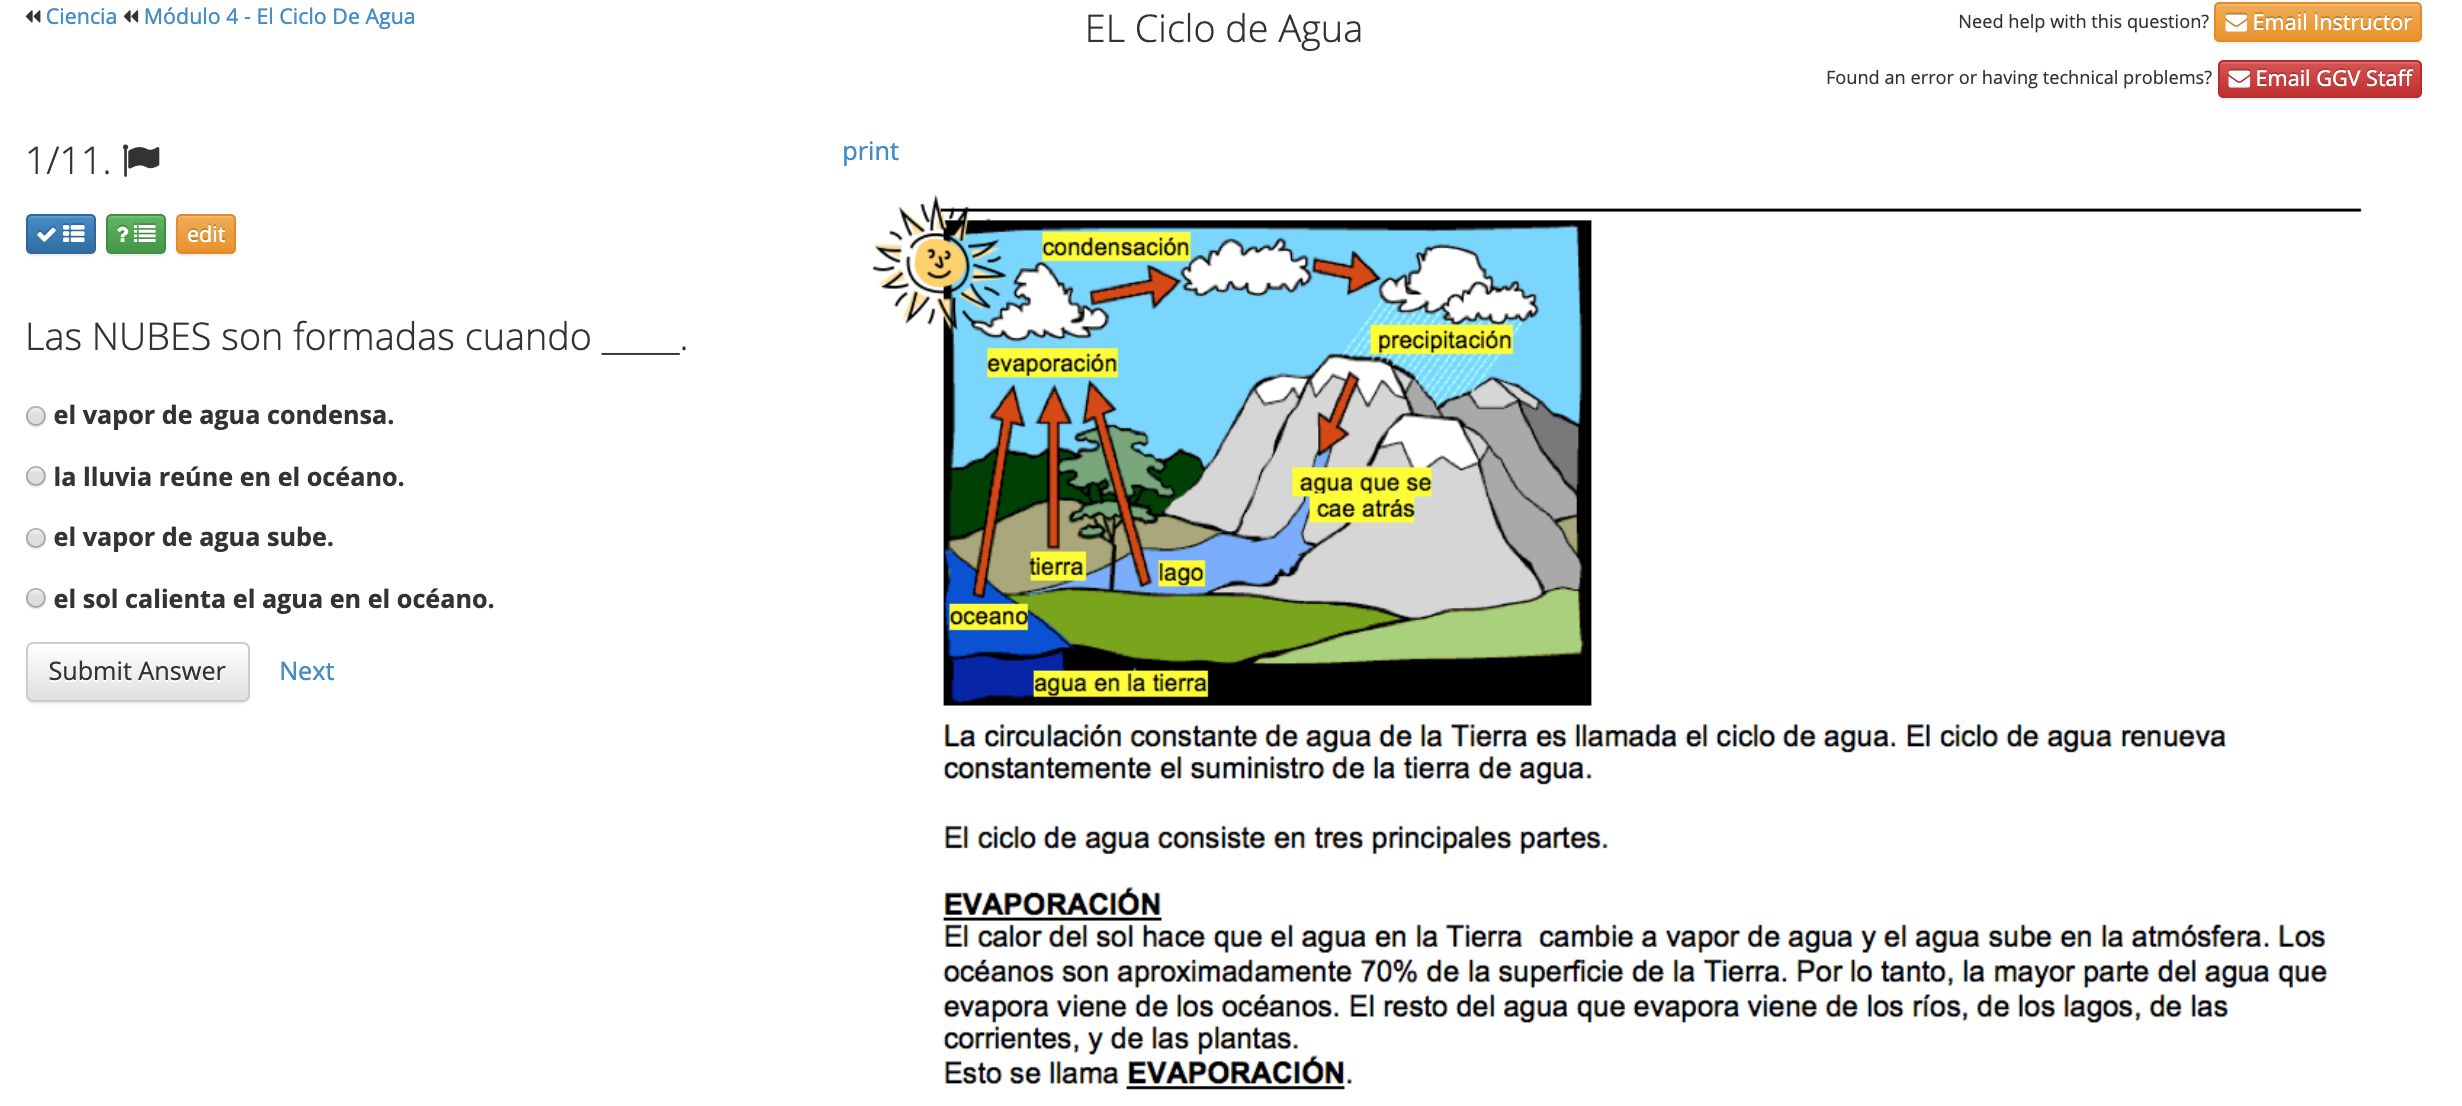 Ciencia Módulo 4 - El Ciclo De Agua
EL Ciclo de Agua
Need help with this question? Email Instructor
Found an error or having technical problems? Email GGV Staff
1/11.
? edit
Las NUBES son formadas cuando _____.
el vapor de agua condensa.
la lluvia reúne en el océano.
el vapor de agua sube.
el sol calienta el agua en el océano.
Submit Answer Next
print
condensación
precipitación
evaporación
agua que se
cae atrás
tierra
lago
oceano
agua en la tierra
La circulación constante de agua de la Tierra es llamada el ciclo de agua. El ciclo de agua renueva
constantemente el suministro de la tierra de agua.
El ciclo de agua consiste en tres principales partes.
EVAPORACIÓN
El calor del sol hace que el agua en la Tierra cambie a vapor de agua y el agua sube en la atmósfera. Los
océanos son aproximadamente 70% de la superficie de la Tierra. Por lo tanto, la mayor parte del agua que
evapora viene de los océanos. El resto del agua que evapora viene de los ríos, de los lagos, de las
corrientes, y de las plantas.
Esto se llama EVAPORACIÓN.